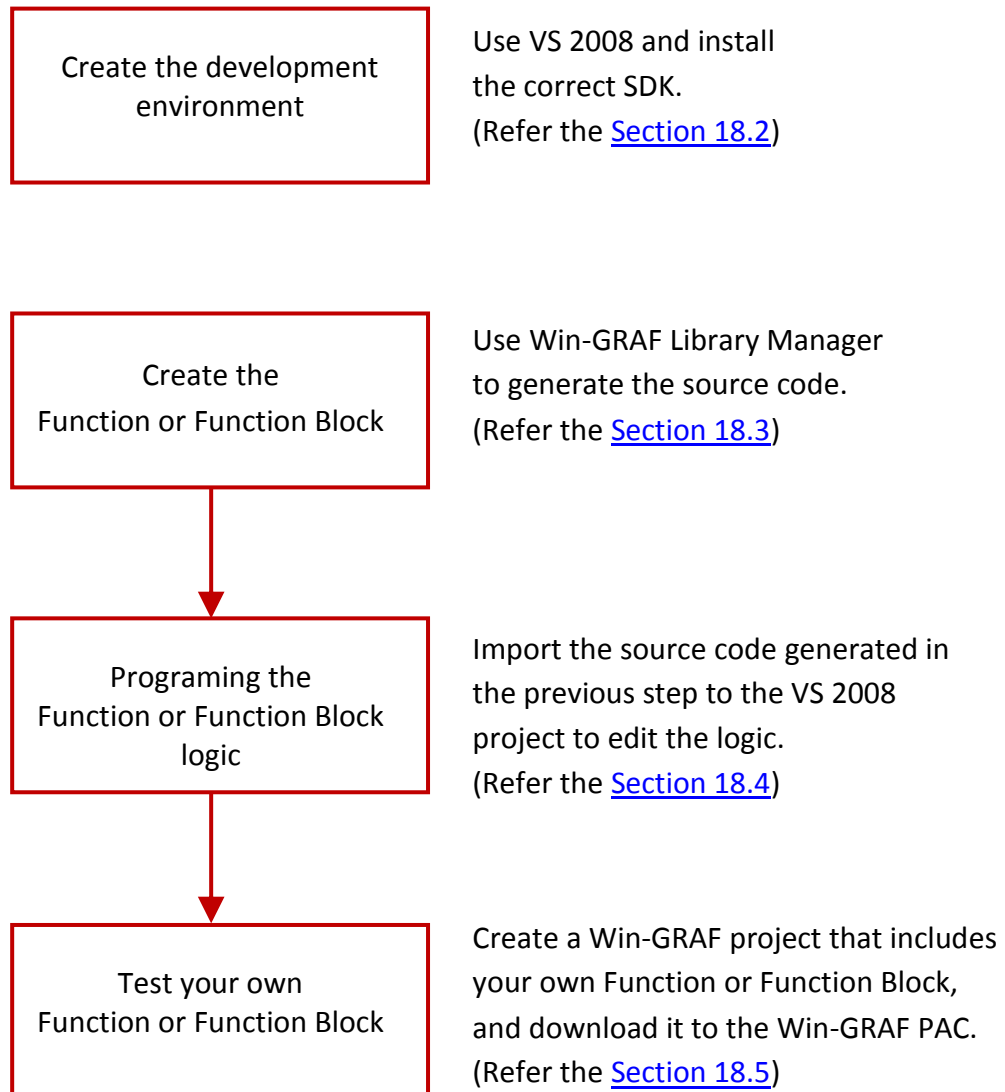 Create the development
environment
Use VS 2008 and install
the correct SDK.
(Refer the Section 18.2)
Create the
Function or Function Block
Use Win-GRAF Library Manager
to generate the source code.
(Refer the Section 18.3)
Programing the
Function or Function Block
logic
Import the source code generated in
the previous step to the VS 2008
project to edit the logic.
(Refer the Section 18.4)
Test your own
Function or Function Block
Create a Win-GRAF project that includes
your own Function or Function Block,
and download it to the Win-GRAF PAC.
(Refer the Section 18.5)